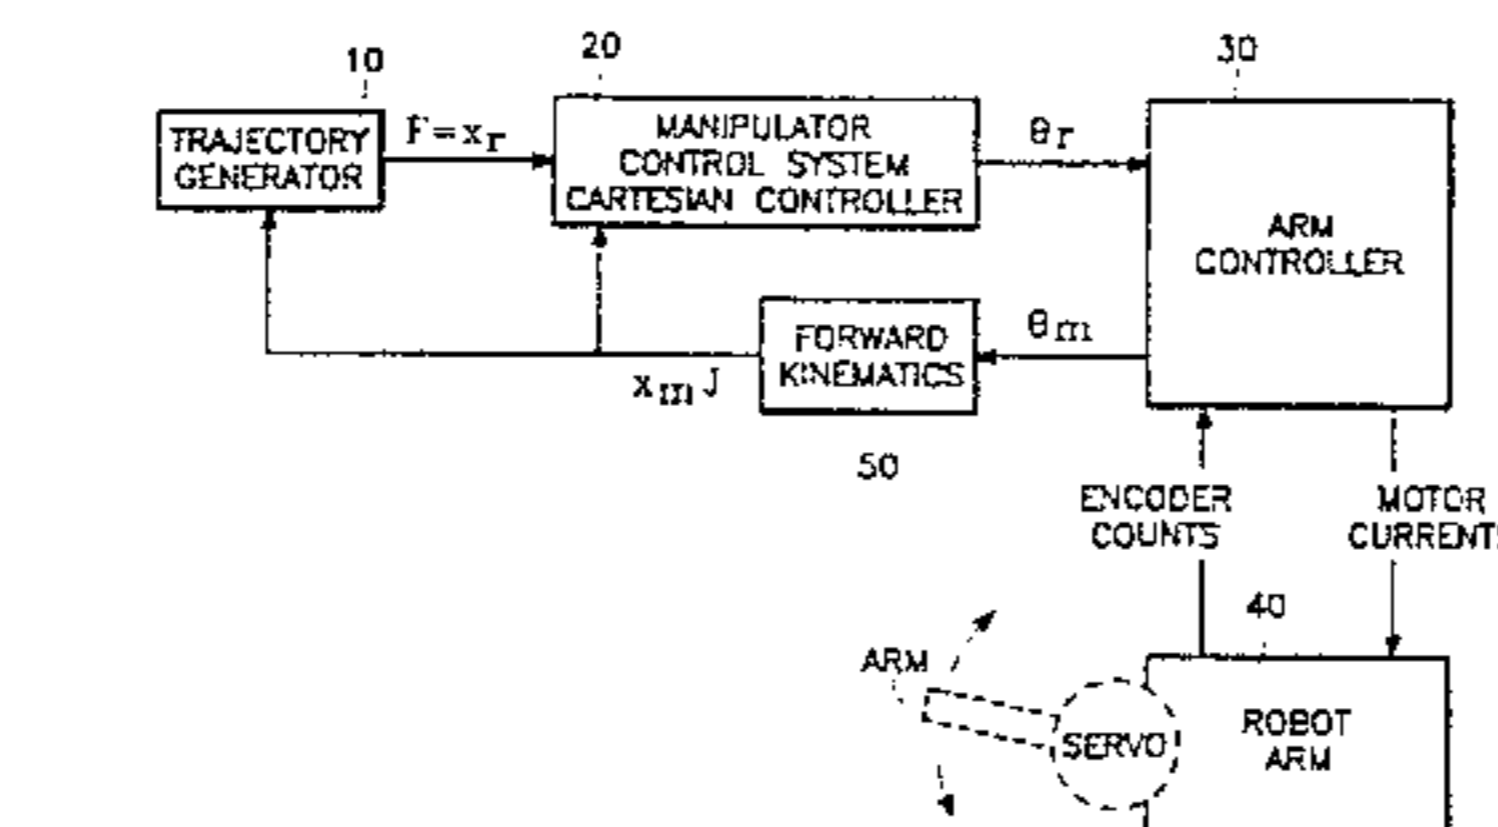 10
20
30
TRAJECTORY
GENERATOR
F=xr
MANIPULATOR
CONTROL SYSTEM
CARTESIAN CONTROLLER
θr
ARM
CONTROLLER
FORWARD
KINEMATICS
θm
xm J
50
ENCODER
COUNTS
MOTOR
CURRENT
40
ARM
SERVO
ROBOT
ARM